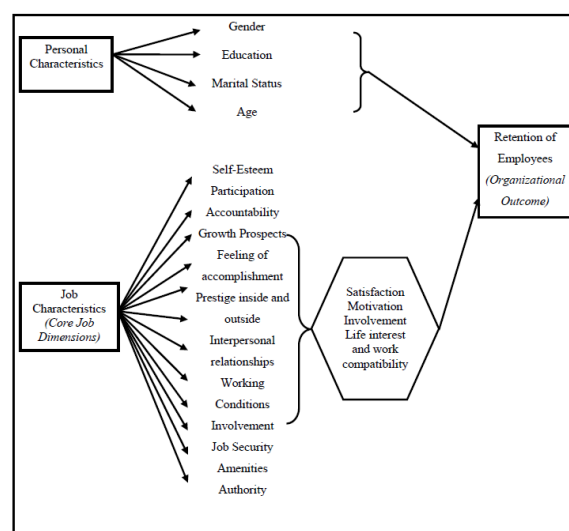 Personal
Characteristics
Gender
Education
Marital Status
Age
Retention of
Employees
(Organizational
Outcome)
Job
Characteristics
(Core Job
Dimensions)
Self-Esteem
Participation
Accountability
Growth Prospects
Feeling of
accomplishment
Prestige inside and
outside
Interpersonal
relationships
Working
Conditions
Involvement
Job Security
Amenities
Authority
Satisfaction
Motivation
Involvement
Life interest
and work
compatibility